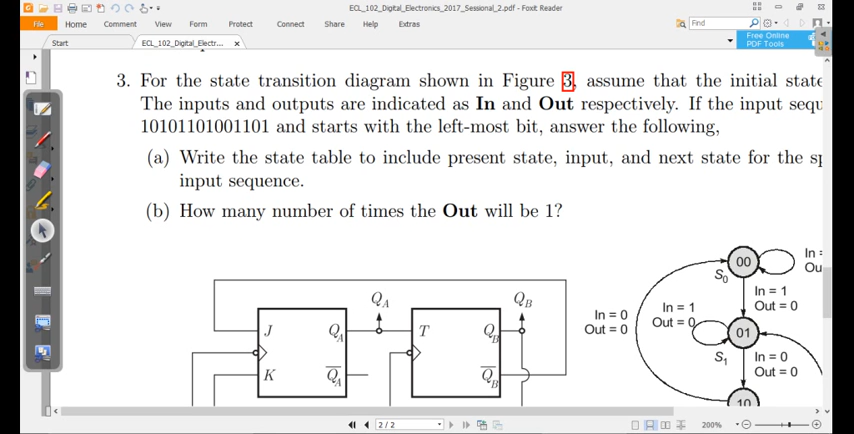 ECL_102_Digital_Electronics_2017_Sessional_2.pdf - Foxit Reader
File Home Comment View Form Protect Connect Share Help Extras
Find
Start
ECL_102_Digital_Electr... ×
Free Online
PDF Tools
3. For the state transition diagram shown in Figure 3, assume that the initial state
The inputs and outputs are indicated as In and Out respectively. If the input sequ
10101101001101 and starts with the left-most bit, answer the following,
(a) Write the state table to include present state, input, and next state for the sp
input sequence.
(b) How many number of times the Out will be 1?
Q_A
Q_B
J
Q_A
T
Q_B
K
Q̅_A
Q̅_B
00
S_0
In =
Ou
In = 1
Out = 0
In = 0
Out = 0
In = 1
Out = 0
01
S_1
In = 0
Out = 0
10
2 / 2
200%